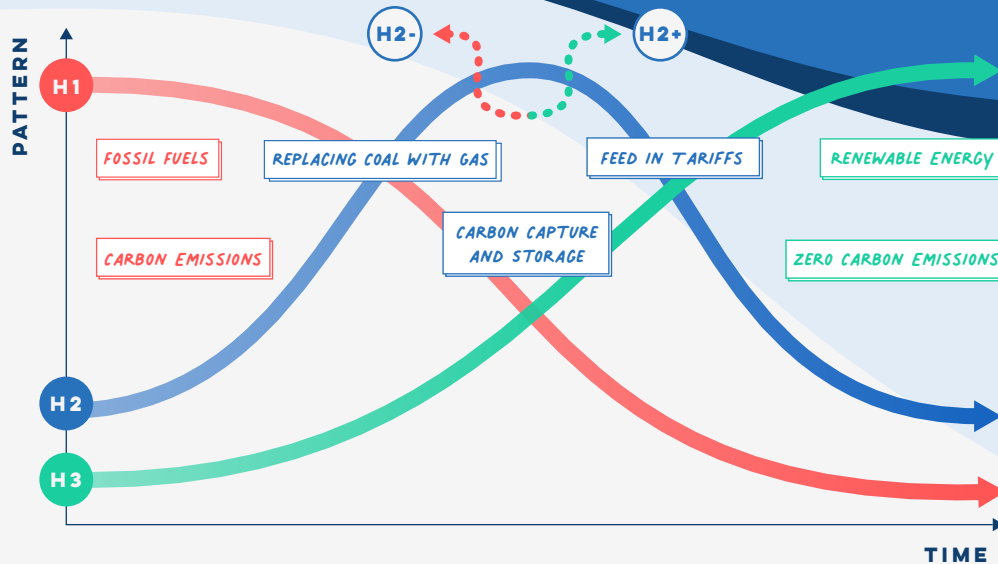 H2-
H2+
PATTERN
H1
FOSSIL FUELS
REPLACING COAL WITH GAS
FEED IN TARIFFS
RENEWABLE ENERGY
CARBON CAPTURE
AND STORAGE
CARBON EMISSIONS
ZERO CARBON EMISSIONS
H2
H3
TIME